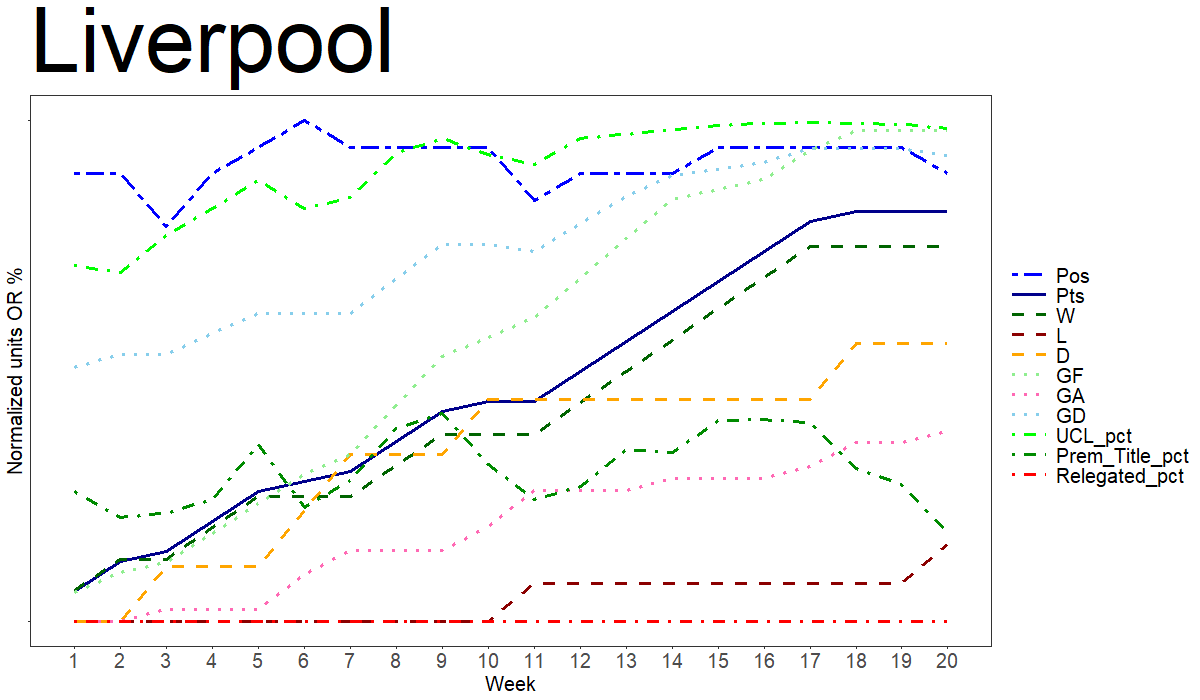 Liverpool
Normalized units OR %
1 2 3 4 5 6 7 8 9 10 11 12 13 14 15 16 17 18 19 20
Week
Pos
Pts
W
L
D
GF
GA
GD
UCL_pct
Prem_Title_pct
Relegated_pct